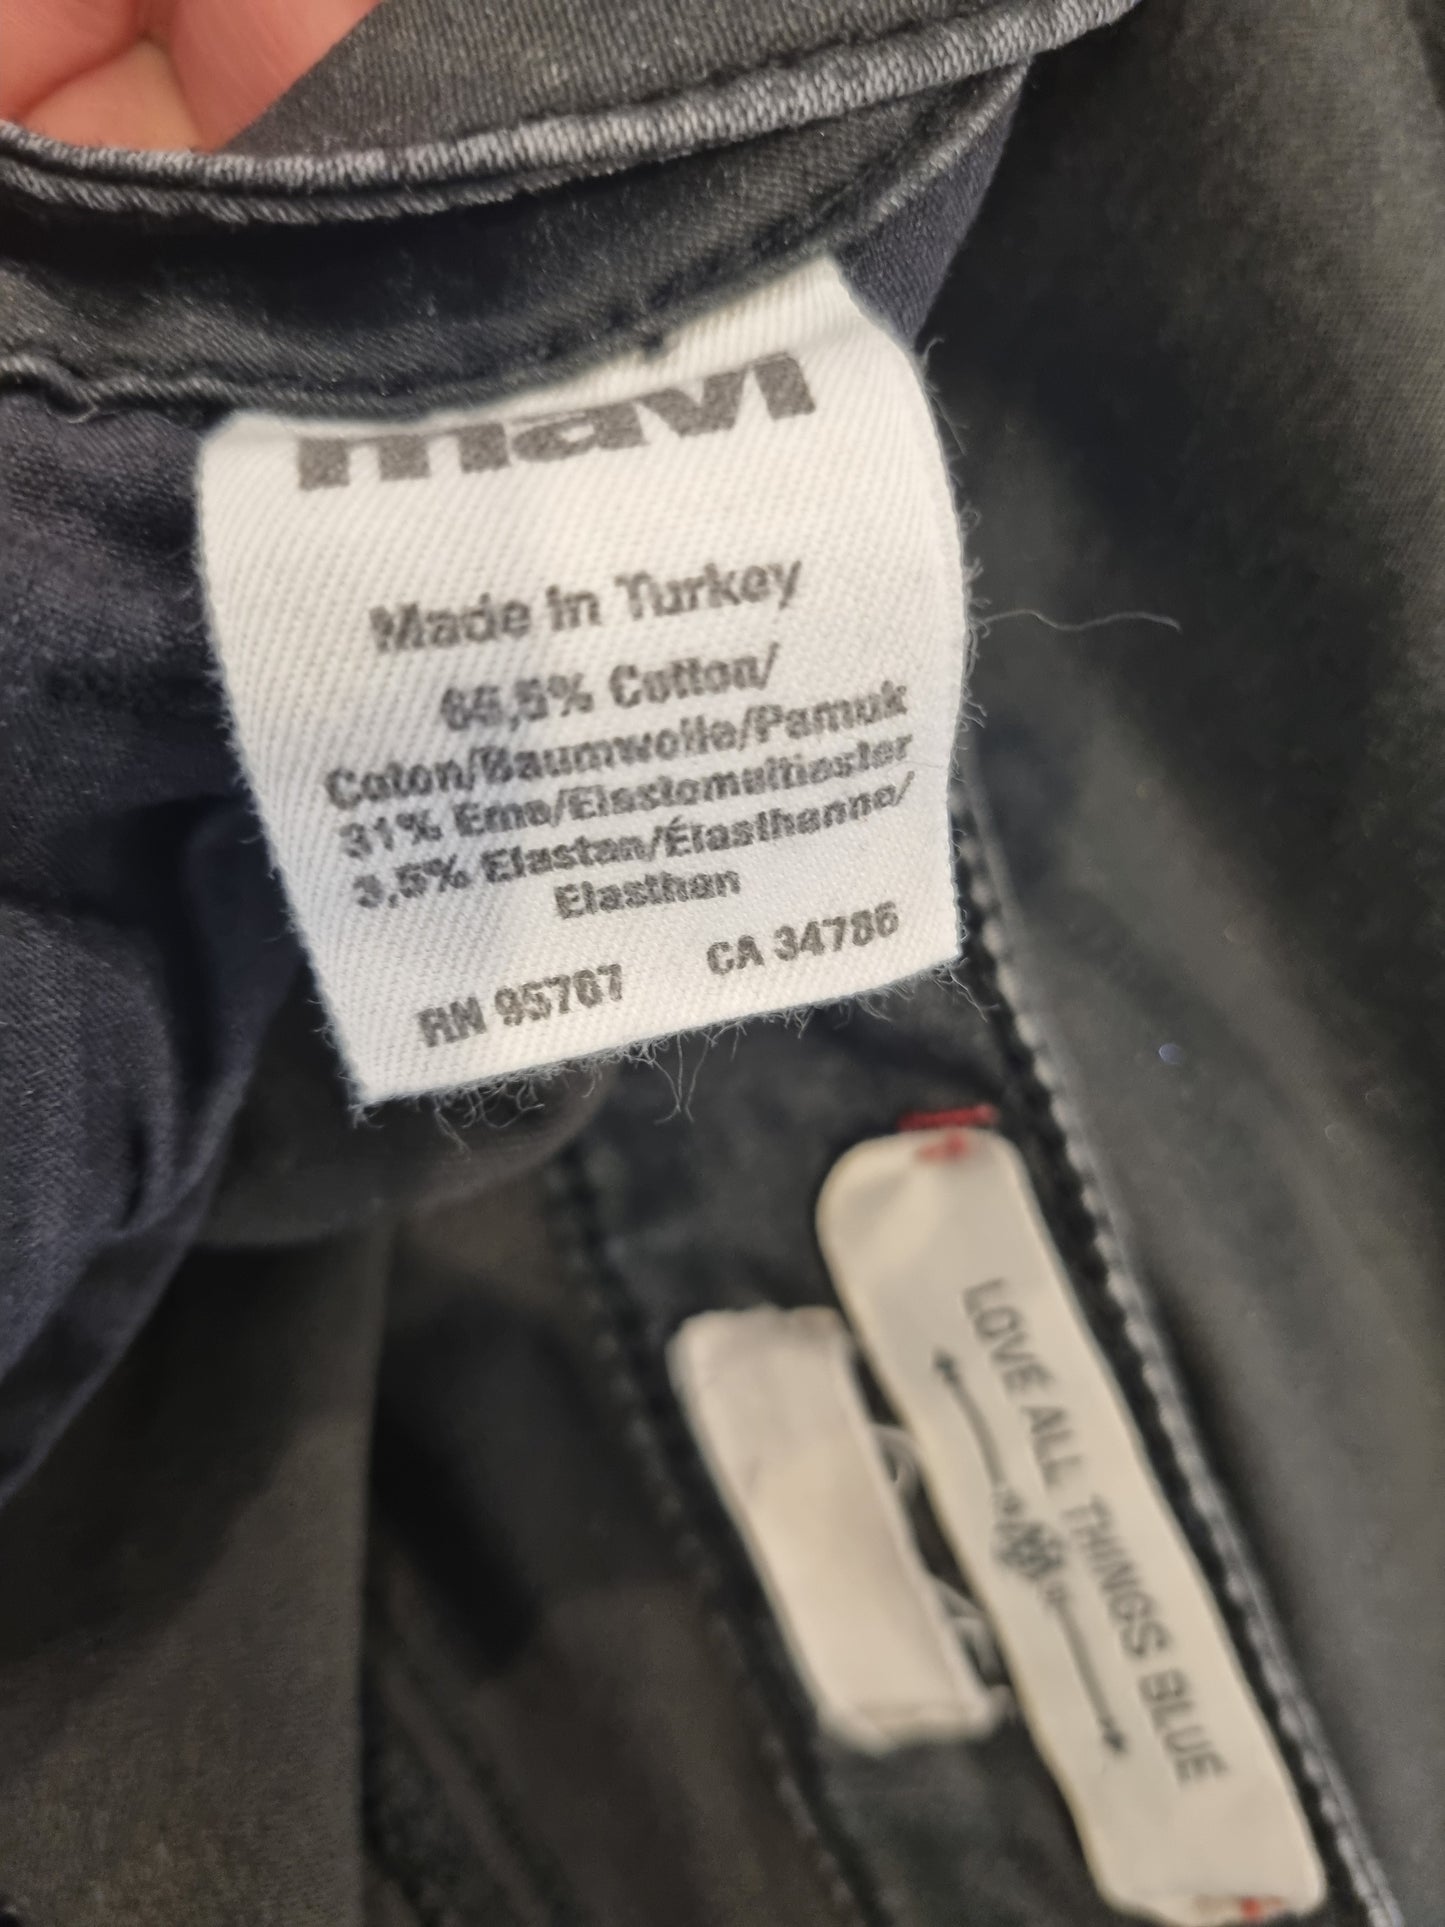 mavi
Made in Turkey
65,5% Cotton/
Coton/Baumwolle/Pamuk
31% Eme/Elastomultiester
3,5% Elastan/Élasthanne/
Elasthan
RN 95767 CA 34786
LOVE ALL THINGS BLUE